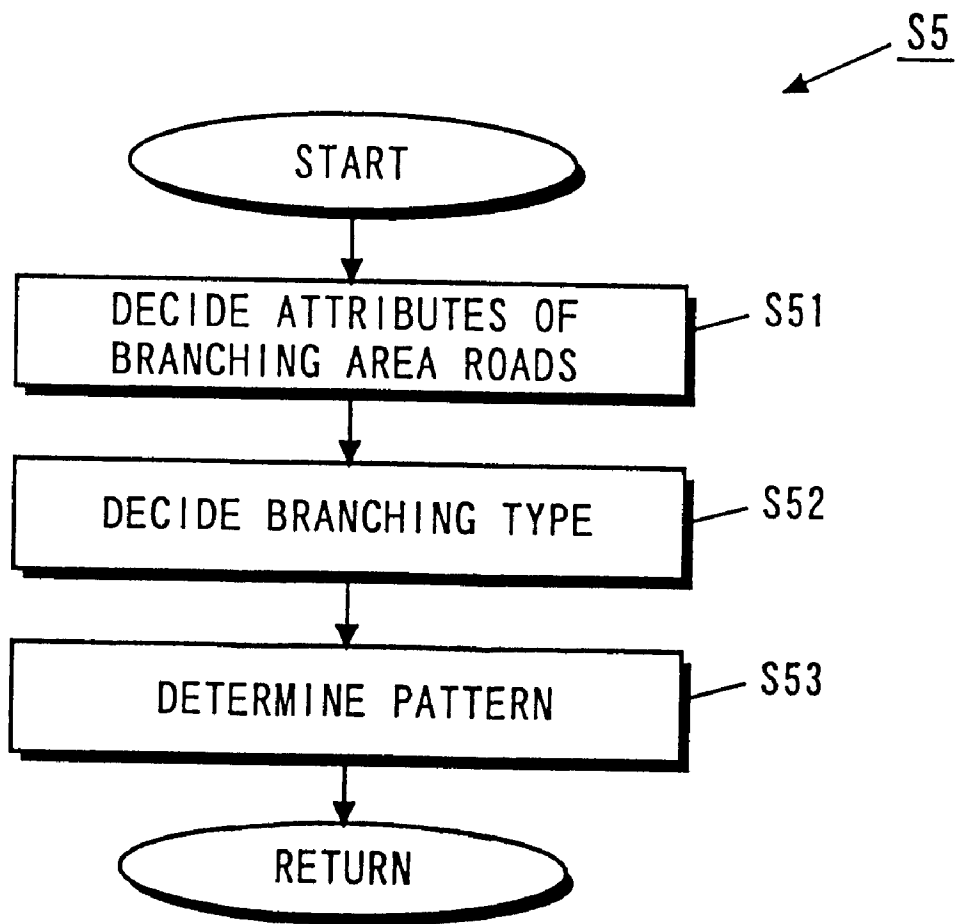 S5
START
DECIDE ATTRIBUTES OF
BRANCHING AREA ROADS
S51
DECIDE BRANCHING TYPE
S52
DETERMINE PATTERN
S53
RETURN